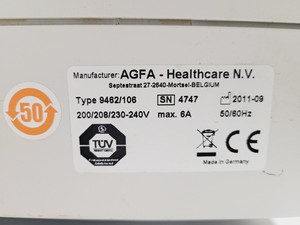 Manufacturer: AGFA - Healthcare N.V.
Septestraat 27-2640-Mortsel-BELGIUM
Type 9462/106 SN 4747 2011-09
200/208/230-240V max. 6A 50/60Hz
50
TÜV
Made in Germany